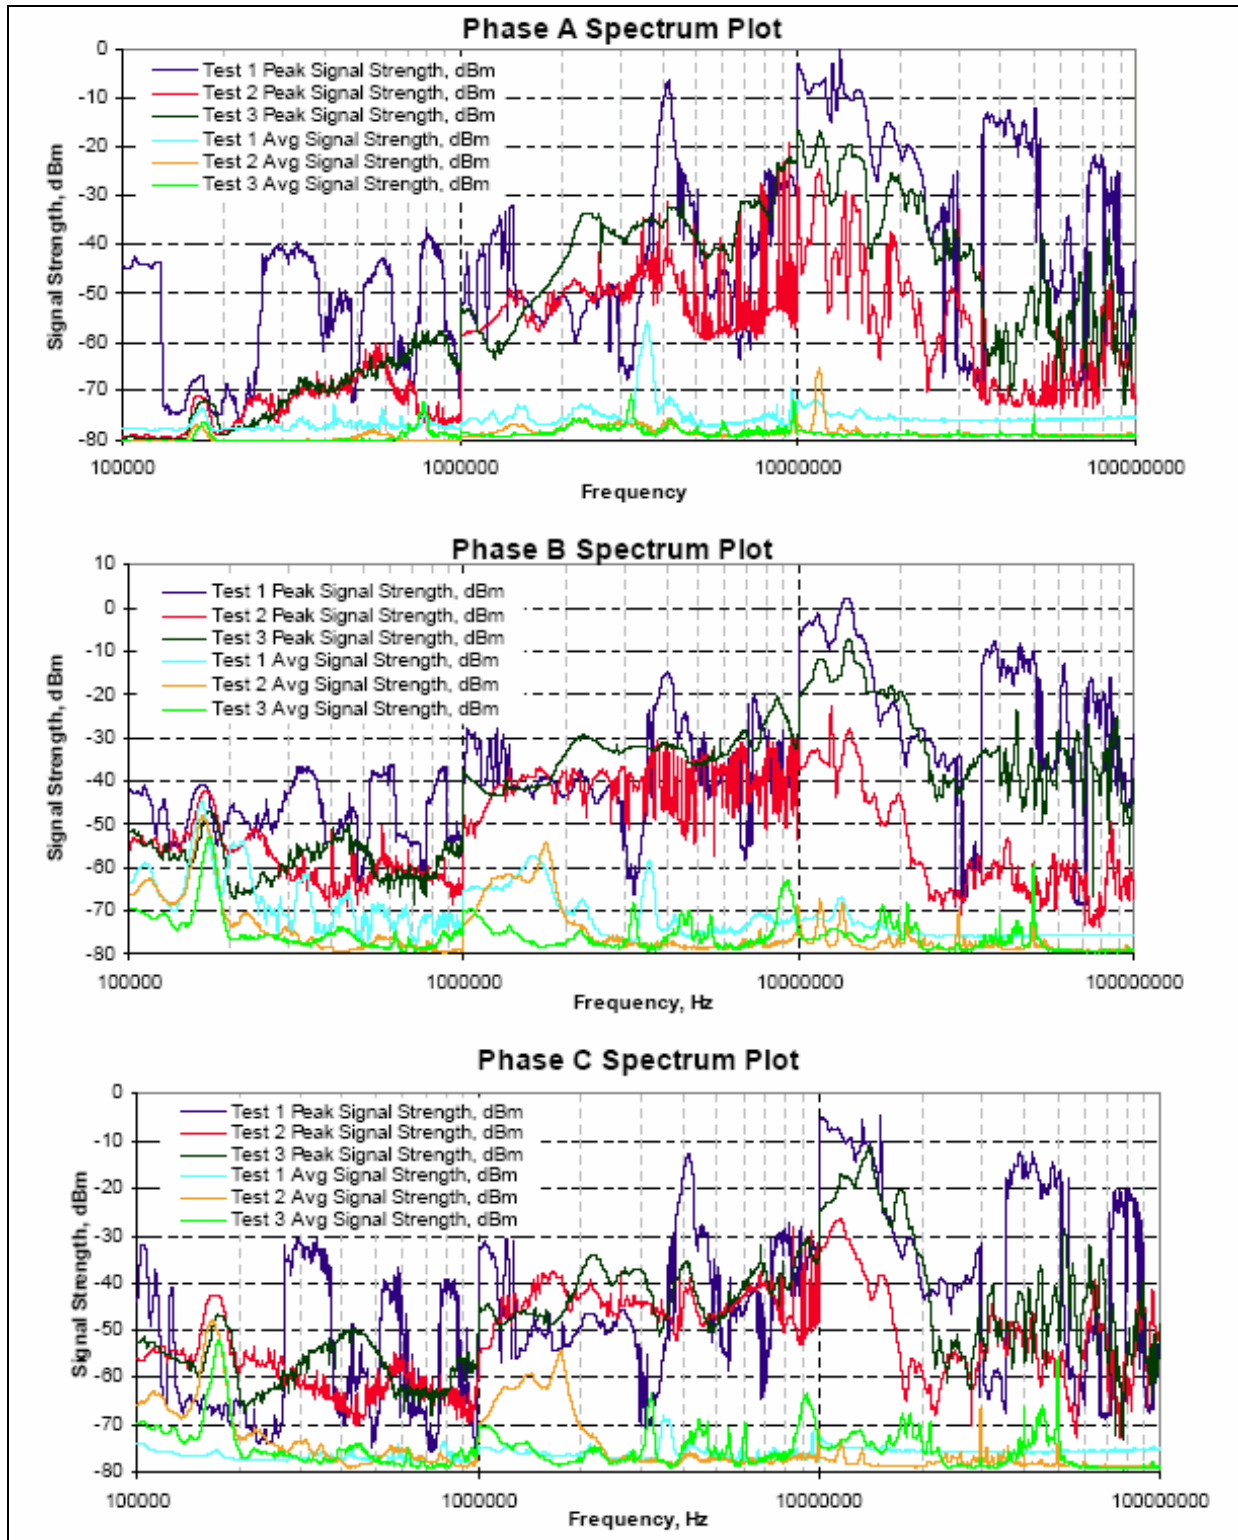 Phase A Spectrum Plot
0
-10
-20
-30
-40
-50
-60
-70
-80
Signal Strength, dBm
Test 1 Peak Signal Strength, dBm
Test 2 Peak Signal Strength, dBm
Test 3 Peak Signal Strength, dBm
Test 1 Avg Signal Strength, dBm
Test 2 Avg Signal Strength, dBm
Test 3 Avg Signal Strength, dBm
100000
1000000
10000000
100000000
Frequency
Phase B Spectrum Plot
10
0
-10
-20
-30
-40
-50
-60
-70
-80
Signal Strength, dBm
Test 1 Peak Signal Strength, dBm
Test 2 Peak Signal Strength, dBm
Test 3 Peak Signal Strength, dBm
Test 1 Avg Signal Strength, dBm
Test 2 Avg Signal Strength, dBm
Test 3 Avg Signal Strength, dBm
100000
1000000
10000000
100000000
Frequency, Hz
Phase C Spectrum Plot
0
-10
-20
-30
-40
-50
-60
-70
-80
Signal Strength, dBm
Test 1 Peak Signal Strength, dBm
Test 2 Peak Signal Strength, dBm
Test 3 Peak Signal Strength, dBm
Test 1 Avg Signal Strength, dBm
Test 2 Avg Signal Strength, dBm
Test 3 Avg Signal Strength, dBm
100000
1000000
10000000
100000000
Frequency, Hz